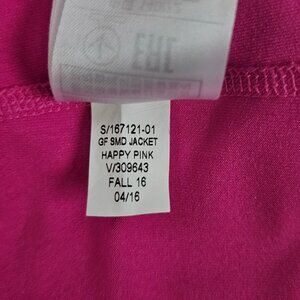 S/167121-01
GF SMD JACKET
HAPPY PINK
V/309643
FALL 16
04/16